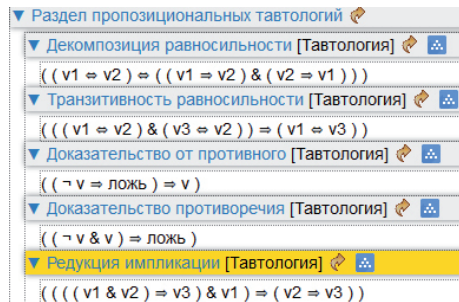 Раздел пропозициональных тавтологий
Декомпозиция равносильности [Тавтология]
( ( v1 ⇔ v2 ) ⇔ ( ( v1 ⇒ v2 ) & ( v2 ⇒ v1 ) ) )
Транзитивность равносильности [Тавтология]
( ( ( v1 ⇔ v2 ) & ( v3 ⇔ v2 ) ) ⇒ ( v1 ⇔ v3 ) )
Доказательство от противного [Тавтология]
( ( ¬ v ⇒ ложь ) ⇒ v )
Доказательство противоречия [Тавтология]
( ( ¬ v & v ) ⇒ ложь )
Редукция импликации [Тавтология]
( ( ( ( v1 & v2 ) ⇒ v3 ) & v1 ) ⇒ ( v2 ⇒ v3 ) )